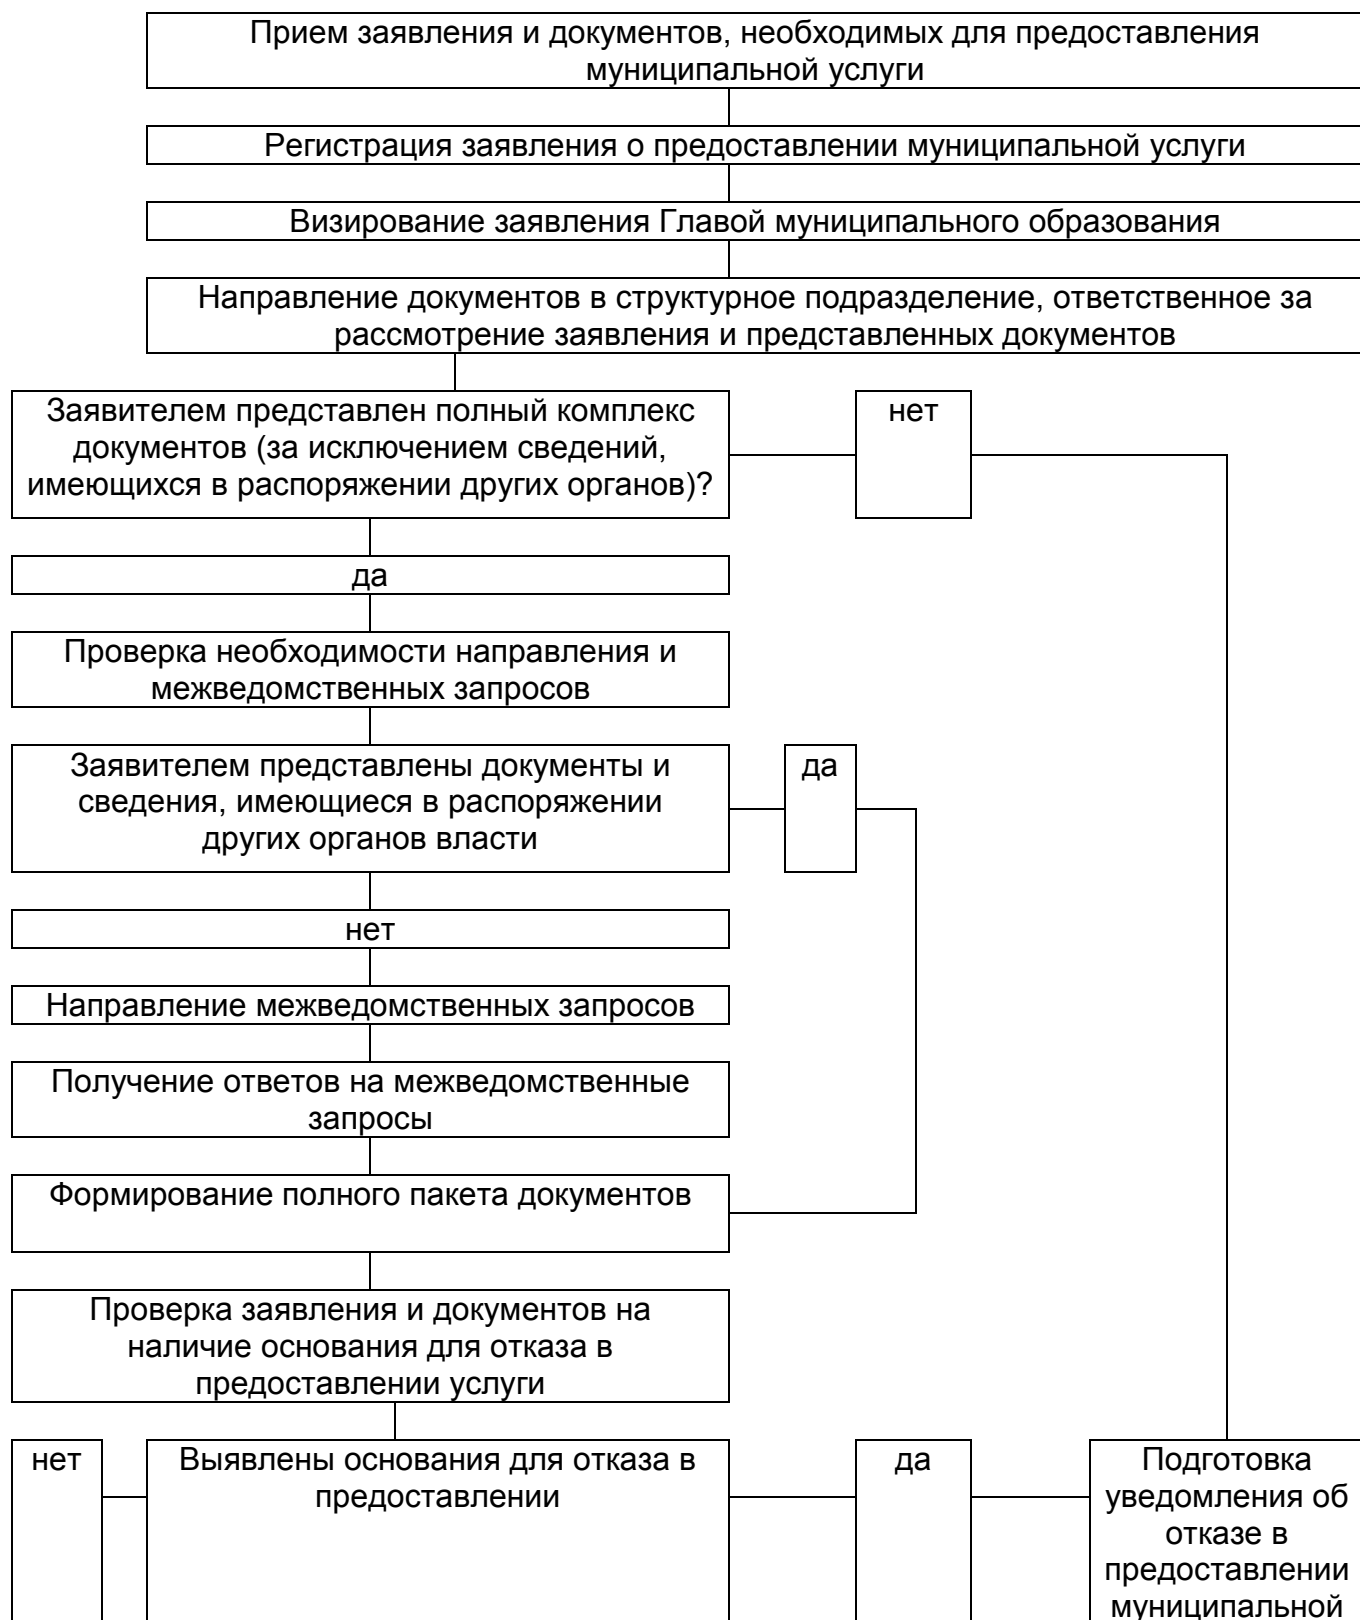 Прием заявления и документов, необходимых для предоставления
муниципальной услуги
Регистрация заявления о предоставлении муниципальной услуги
Визирование заявления Главой муниципального образования
Направление документов в структурное подразделение, ответственное за
рассмотрение заявления и представленных документов
Заявителем представлен полный комплекс
документов (за исключением сведений,
имеющихся в распоряжении других органов)?
нет
да
Проверка необходимости направления и
межведомственных запросов
Заявителем представлены документы и
сведения, имеющиеся в распоряжении
других органов власти
да
нет
Направление межведомственных запросов
Получение ответов на межведомственные
запросы
Формирование полного пакета документов
Проверка заявления и документов на
наличие основания для отказа в
предоставлении услуги
нет
Выявлены основания для отказа в
предоставлении
да
Подготовка
уведомления об
отказе в
предоставлении
муниципальной